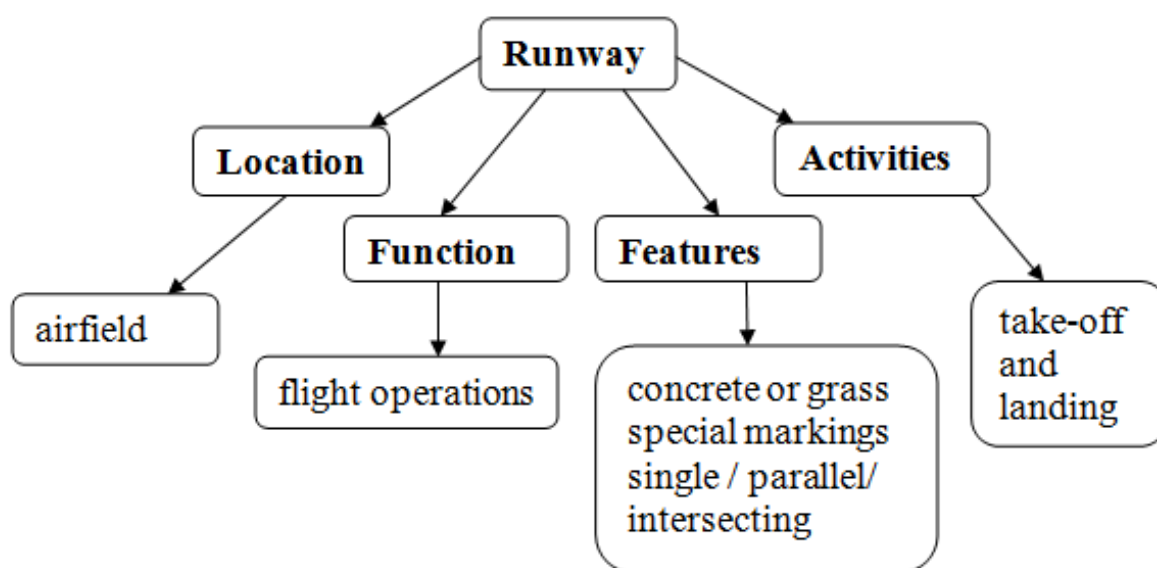 Runway
Location
Activities
Function
Features
airfield
flight operations
concrete or grass
special markings
single / parallel/
intersecting
take-off
and
landing